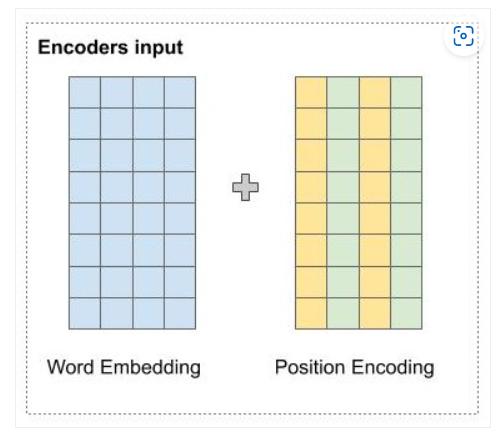 Encoders input
Word Embedding
Position Encoding